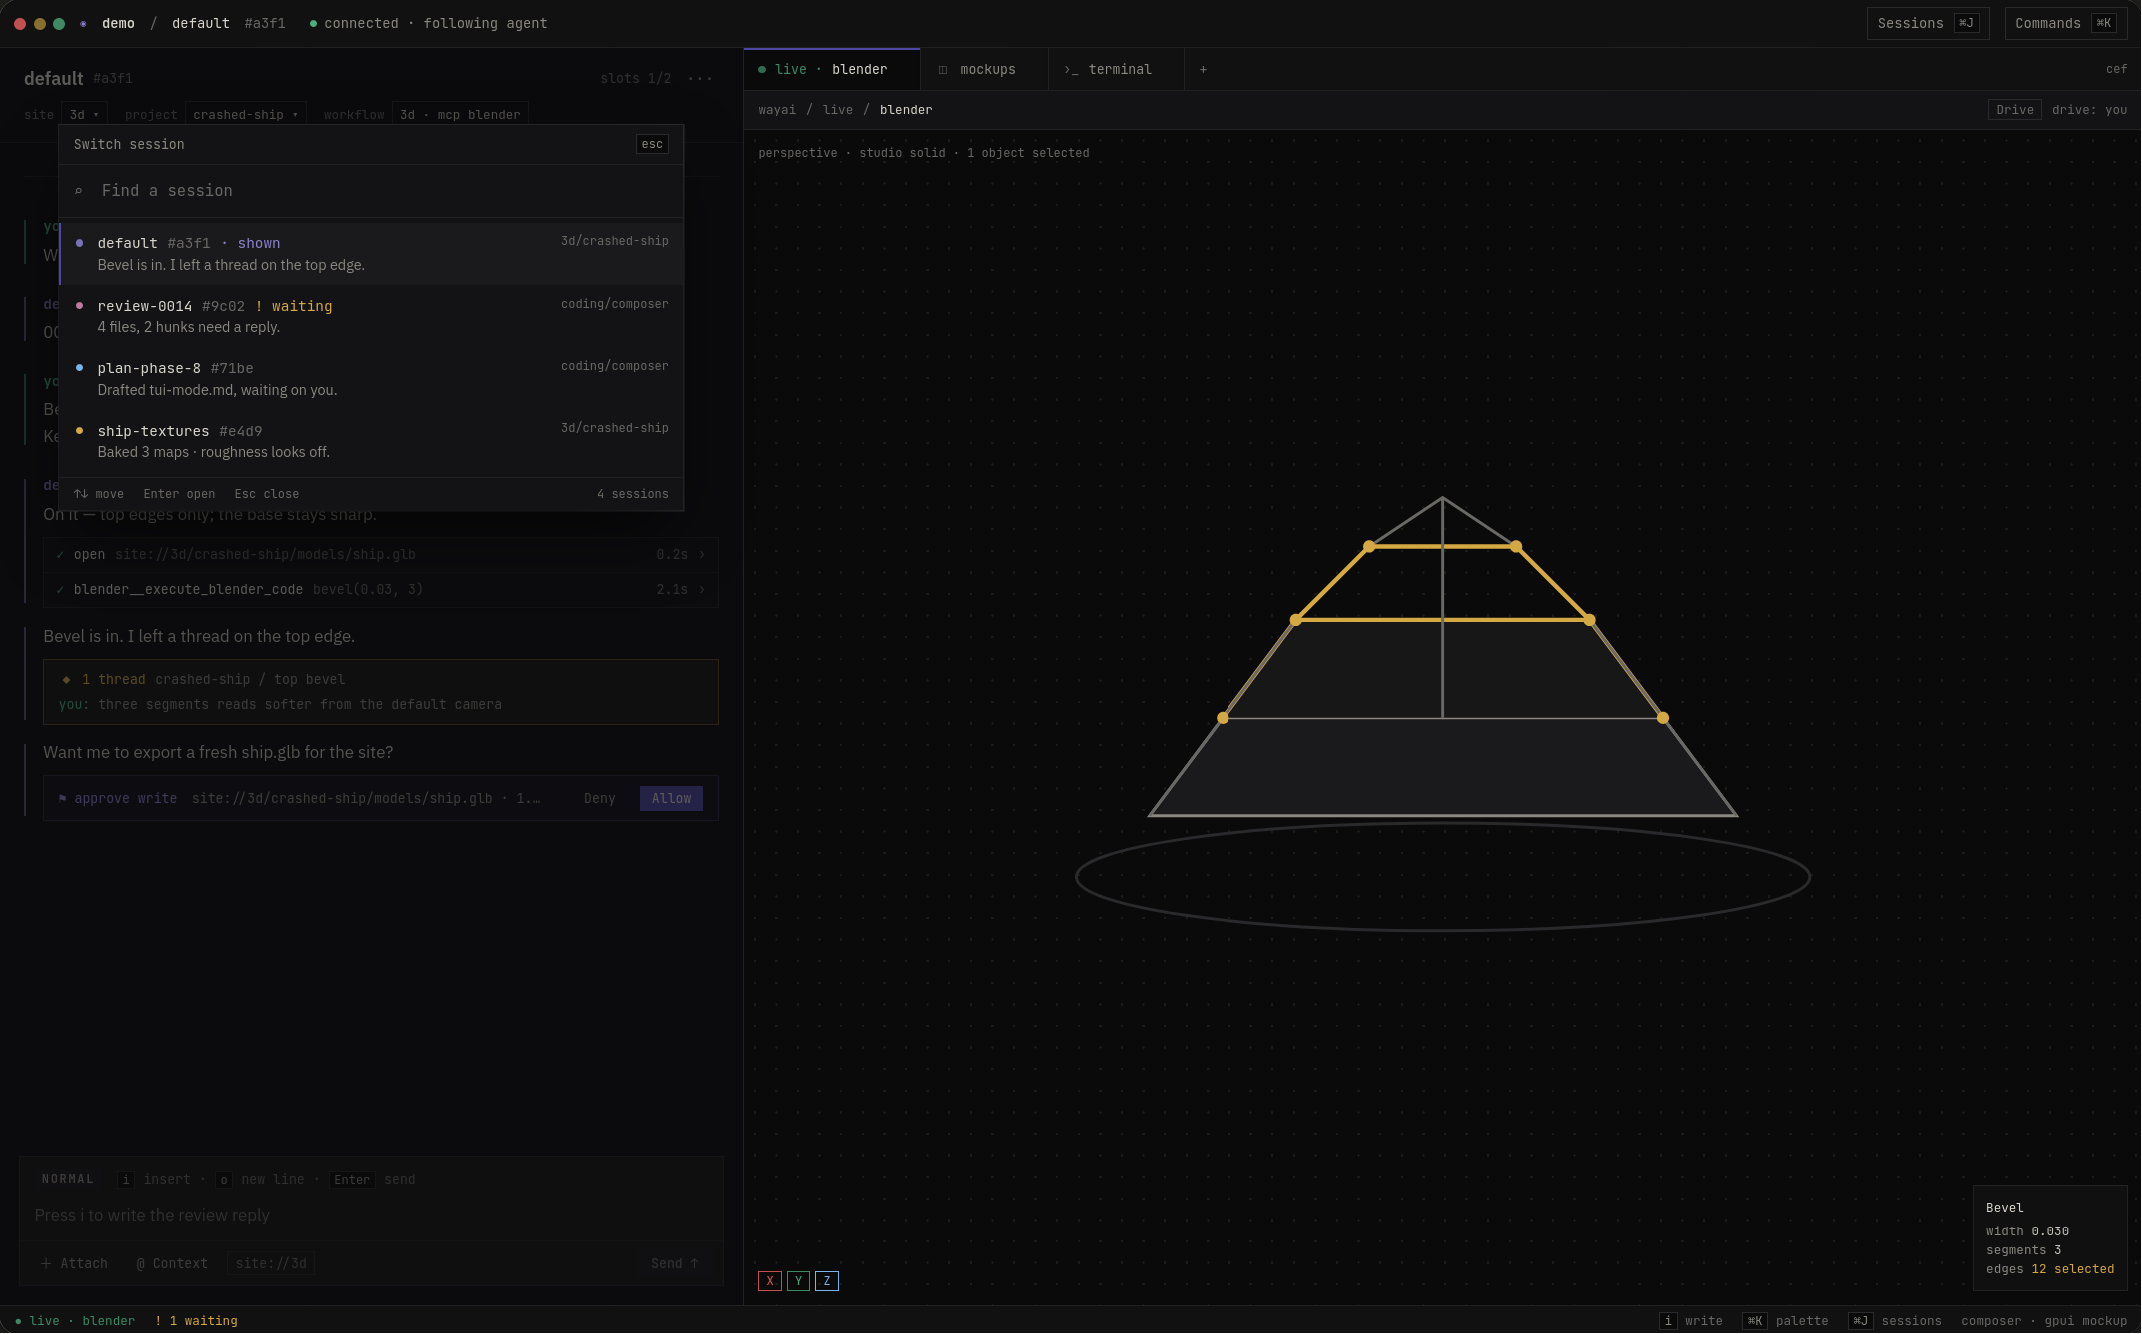 demo / default #a3f1 connected · following agent
Sessions ⌘J Commands ⌘K
default #a3f1 slots 1/2 ···
site 3d ▾ project crashed-ship ▾ workflow 3d · mcp blender
Switch session esc
Find a session
default #a3f1 · shown 3d/crashed-ship
Bevel is in. I left a thread on the top edge.
review-0014 #9c02 ! waiting coding/composer
4 files, 2 hunks need a reply.
plan-phase-8 #71be coding/composer
Drafted tui-mode.md, waiting on you.
ship-textures #e4d9 3d/crashed-ship
Baked 3 maps · roughness looks off.
↑↓ move Enter open Esc close 4 sessions
On it — top edges only; the base stays sharp.
✓ open site://3d/crashed-ship/models/ship.glb 0.2s ›
✓ blender__execute_blender_code bevel(0.03, 3) 2.1s ›
Bevel is in. I left a thread on the top edge.
◆ 1 thread crashed-ship / top bevel
you: three segments reads softer from the default camera
Want me to export a fresh ship.glb for the site?
⚑ approve write site://3d/crashed-ship/models/ship.glb · 1.… Deny Allow
NORMAL i insert · o new line · Enter send
Press i to write the review reply
+ Attach @ Context site://3d Send ↑
live · blender mockups ›_ terminal + cef
wayai / live / blender Drive drive: you
perspective · studio solid · 1 object selected
Bevel
width 0.030
segments 3
edges 12 selected
X Y Z
live · blender ! 1 waiting
i write ⌘K palette ⌘J sessions composer · gpui mockup